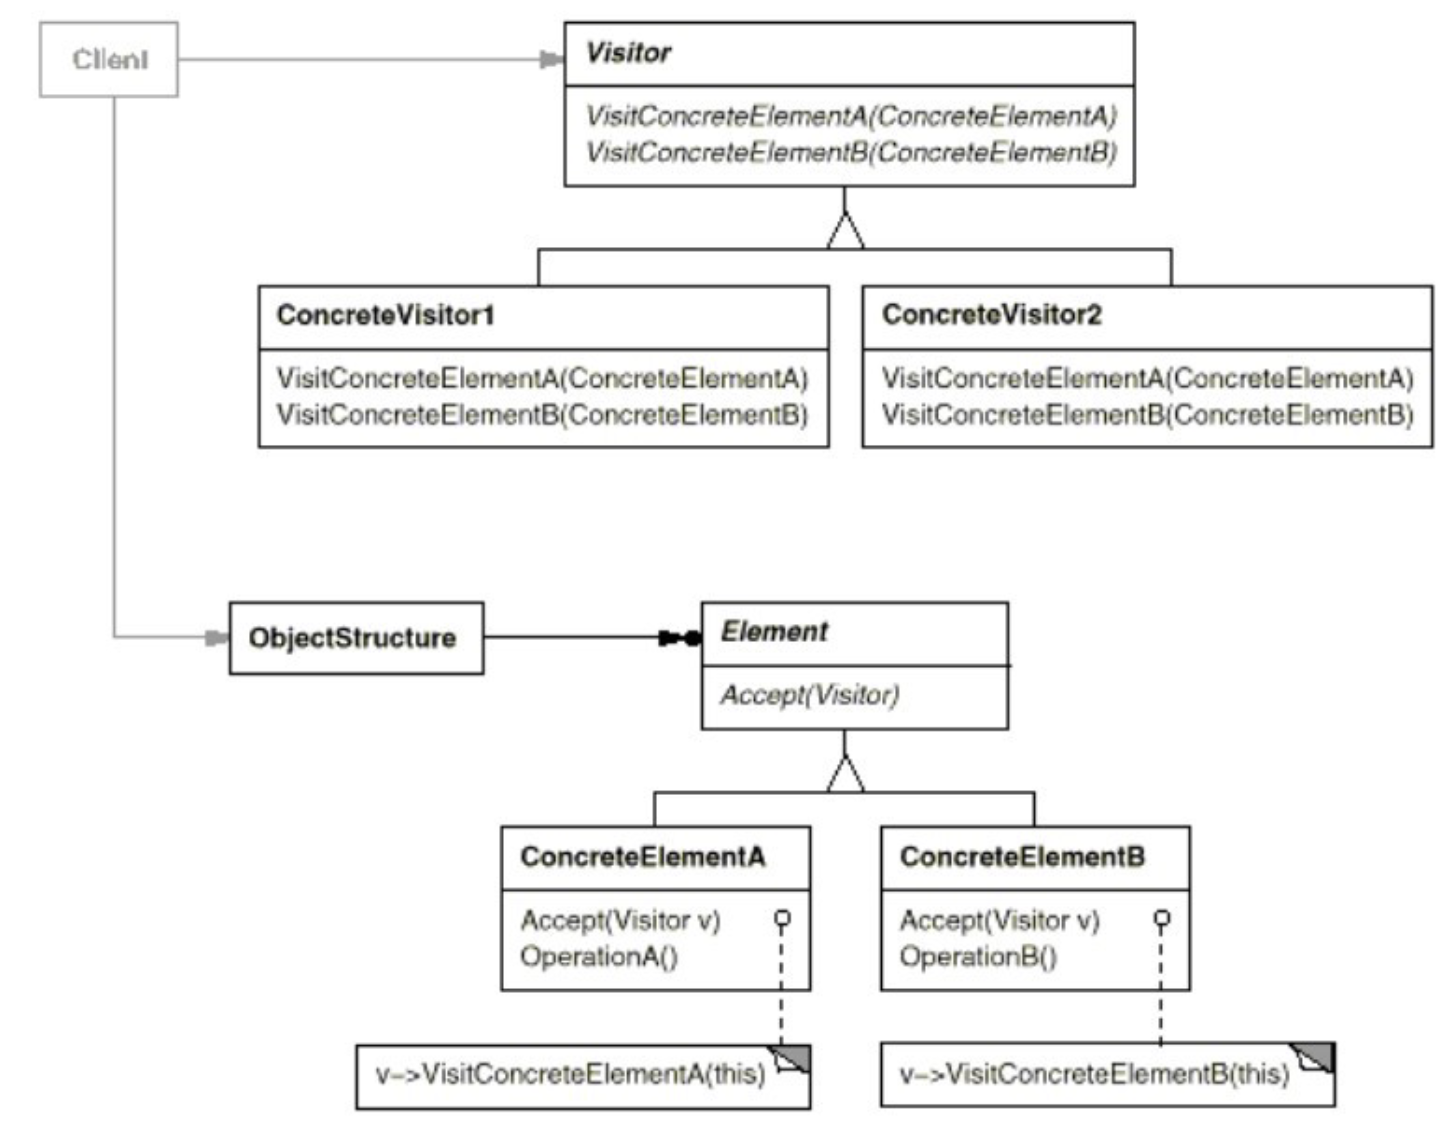 Client
Visitor
VisitConcreteElementA(ConcreteElementA)
VisitConcreteElementB(ConcreteElementB)
ConcreteVisitor1
VisitConcreteElementA(ConcreteElementA)
VisitConcreteElementB(ConcreteElementB)
ConcreteVisitor2
VisitConcreteElementA(ConcreteElementA)
VisitConcreteElementB(ConcreteElementB)
ObjectStructure
Element
Accept(Visitor)
ConcreteElementA
Accept(Visitor v)
OperationA()
ConcreteElementB
Accept(Visitor v)
OperationB()
v–>VisitConcreteElementA(this)
v–>VisitConcreteElementB(this)